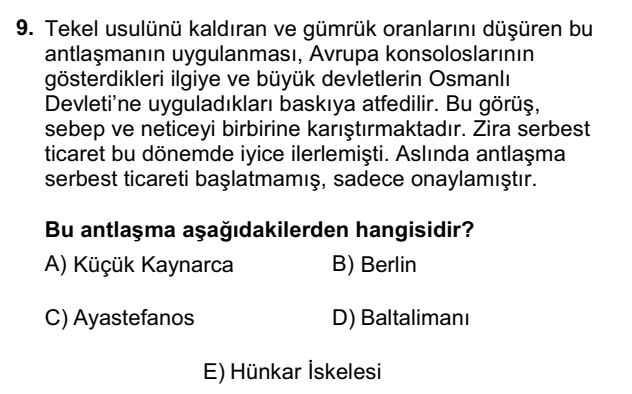 9. Tekel usulünü kaldıran ve gümrük oranlarını düşüren bu
antlaşmanın uygulanması, Avrupa konsoloslarının
gösterdikleri ilgiye ve büyük devletlerin Osmanlı
Devleti’ne uyguladıkları baskıya atfedilir. Bu görüş,
sebep ve neticeyi birbirine karıştırmaktadır. Zira serbest
ticaret bu dönemde iyice ilerlemişti. Aslında antlaşma
serbest ticareti başlatmamış, sadece onaylamıştır.
Bu antlaşma aşağıdakilerden hangisidir?
A) Küçük Kaynarca B) Berlin
C) Ayastefanos D) Baltalimanı
E) Hünkar İskelesi